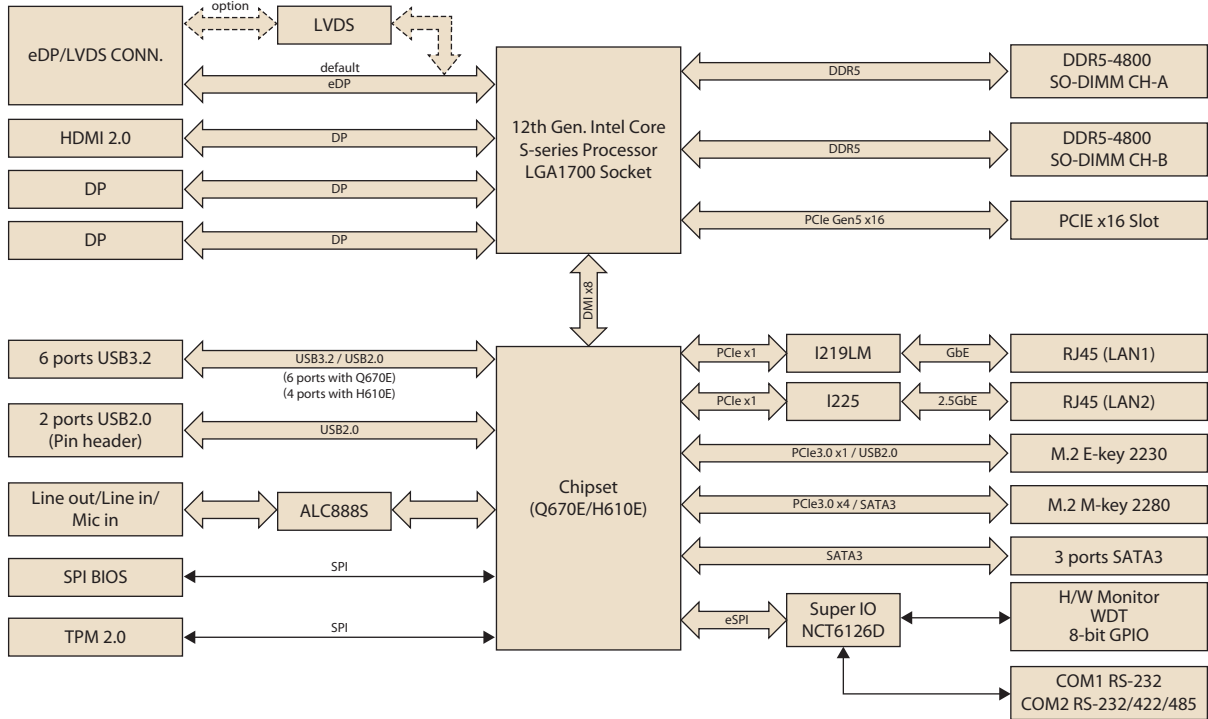 option
LVDS
eDP/LVDS CONN.
default
eDP
HDMI 2.0
DP
DP
DP
DP
DP
12th Gen. Intel Core
S-series Processor
LGA1700 Socket
DDR5
DDR5-4800
SO-DIMM CH-A
DDR5
DDR5-4800
SO-DIMM CH-B
PCIe Gen5 x16
PCIE x16 Slot
DMI x8
6 ports USB3.2
USB3.2 / USB2.0
(6 ports with Q670E)
(4 ports with H610E)
2 ports USB2.0
(Pin header)
USB2.0
Line out/Line in/
Mic in
ALC888S
SPI BIOS
SPI
TPM 2.0
SPI
Chipset
(Q670E/H610E)
PCIe x1
I219LM
GbE
RJ45 (LAN1)
PCIe x1
I225
2.5GbE
RJ45 (LAN2)
PCIe3.0 x1 / USB2.0
M.2 E-key 2230
PCIe3.0 x4 / SATA3
M.2 M-key 2280
SATA3
3 ports SATA3
eSPI
Super IO
NCT6126D
H/W Monitor
WDT
8-bit GPIO
COM1 RS-232
COM2 RS-232/422/485